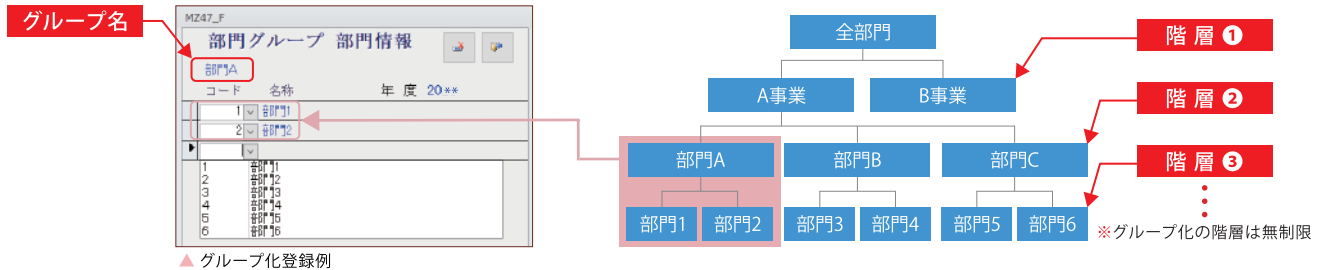 グループ名
MZ47_F
部門グループ 部門情報
部門A
コード 名称 年 度 20**
1 部門1
2 部門2
1 部門1
2 部門2
3 部門3
4 部門4
5 部門5
6 部門6
▲ グループ化登録例
全部門
階 層 ❶
A事業 B事業
階 層 ❷
部門A 部門B 部門C
階 層 ❸
部門1 部門2 部門3 部門4 部門5 部門6
※グループ化の階層は無制限